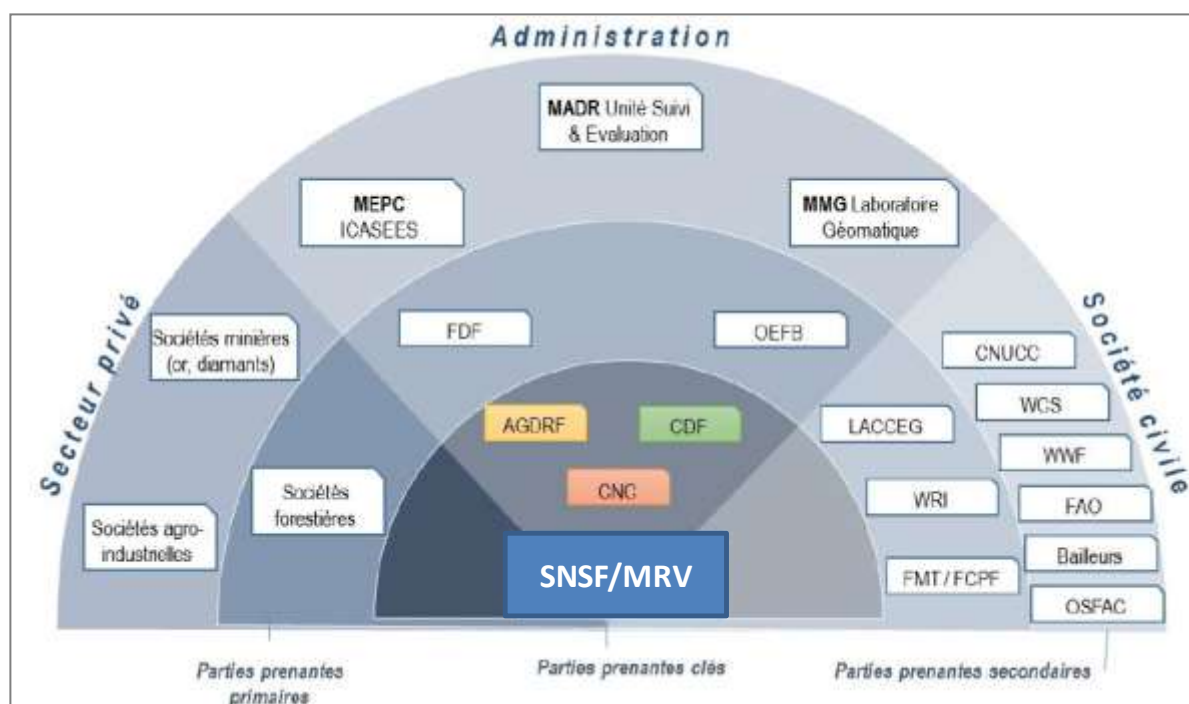 Administration
MADR Unité Suivi
& Evaluation
MEPC
ICASEES
MMG Laboratoire
Géomatique
Secteur privé
Société civile
Sociétés minières
(or, diamants)
FDF
OEFB
CNUCC
WCS
AGDRF
CDF
LACCEG
WWF
CNC
Sociétés
forestières
WRI
FAO
Sociétés agro-
industrielles
SNSF/MRV
Bailleurs
FMT / FCPF
OSFAC
Parties prenantes
primaires
Parties prenantes clés
Parties prenantes secondaires